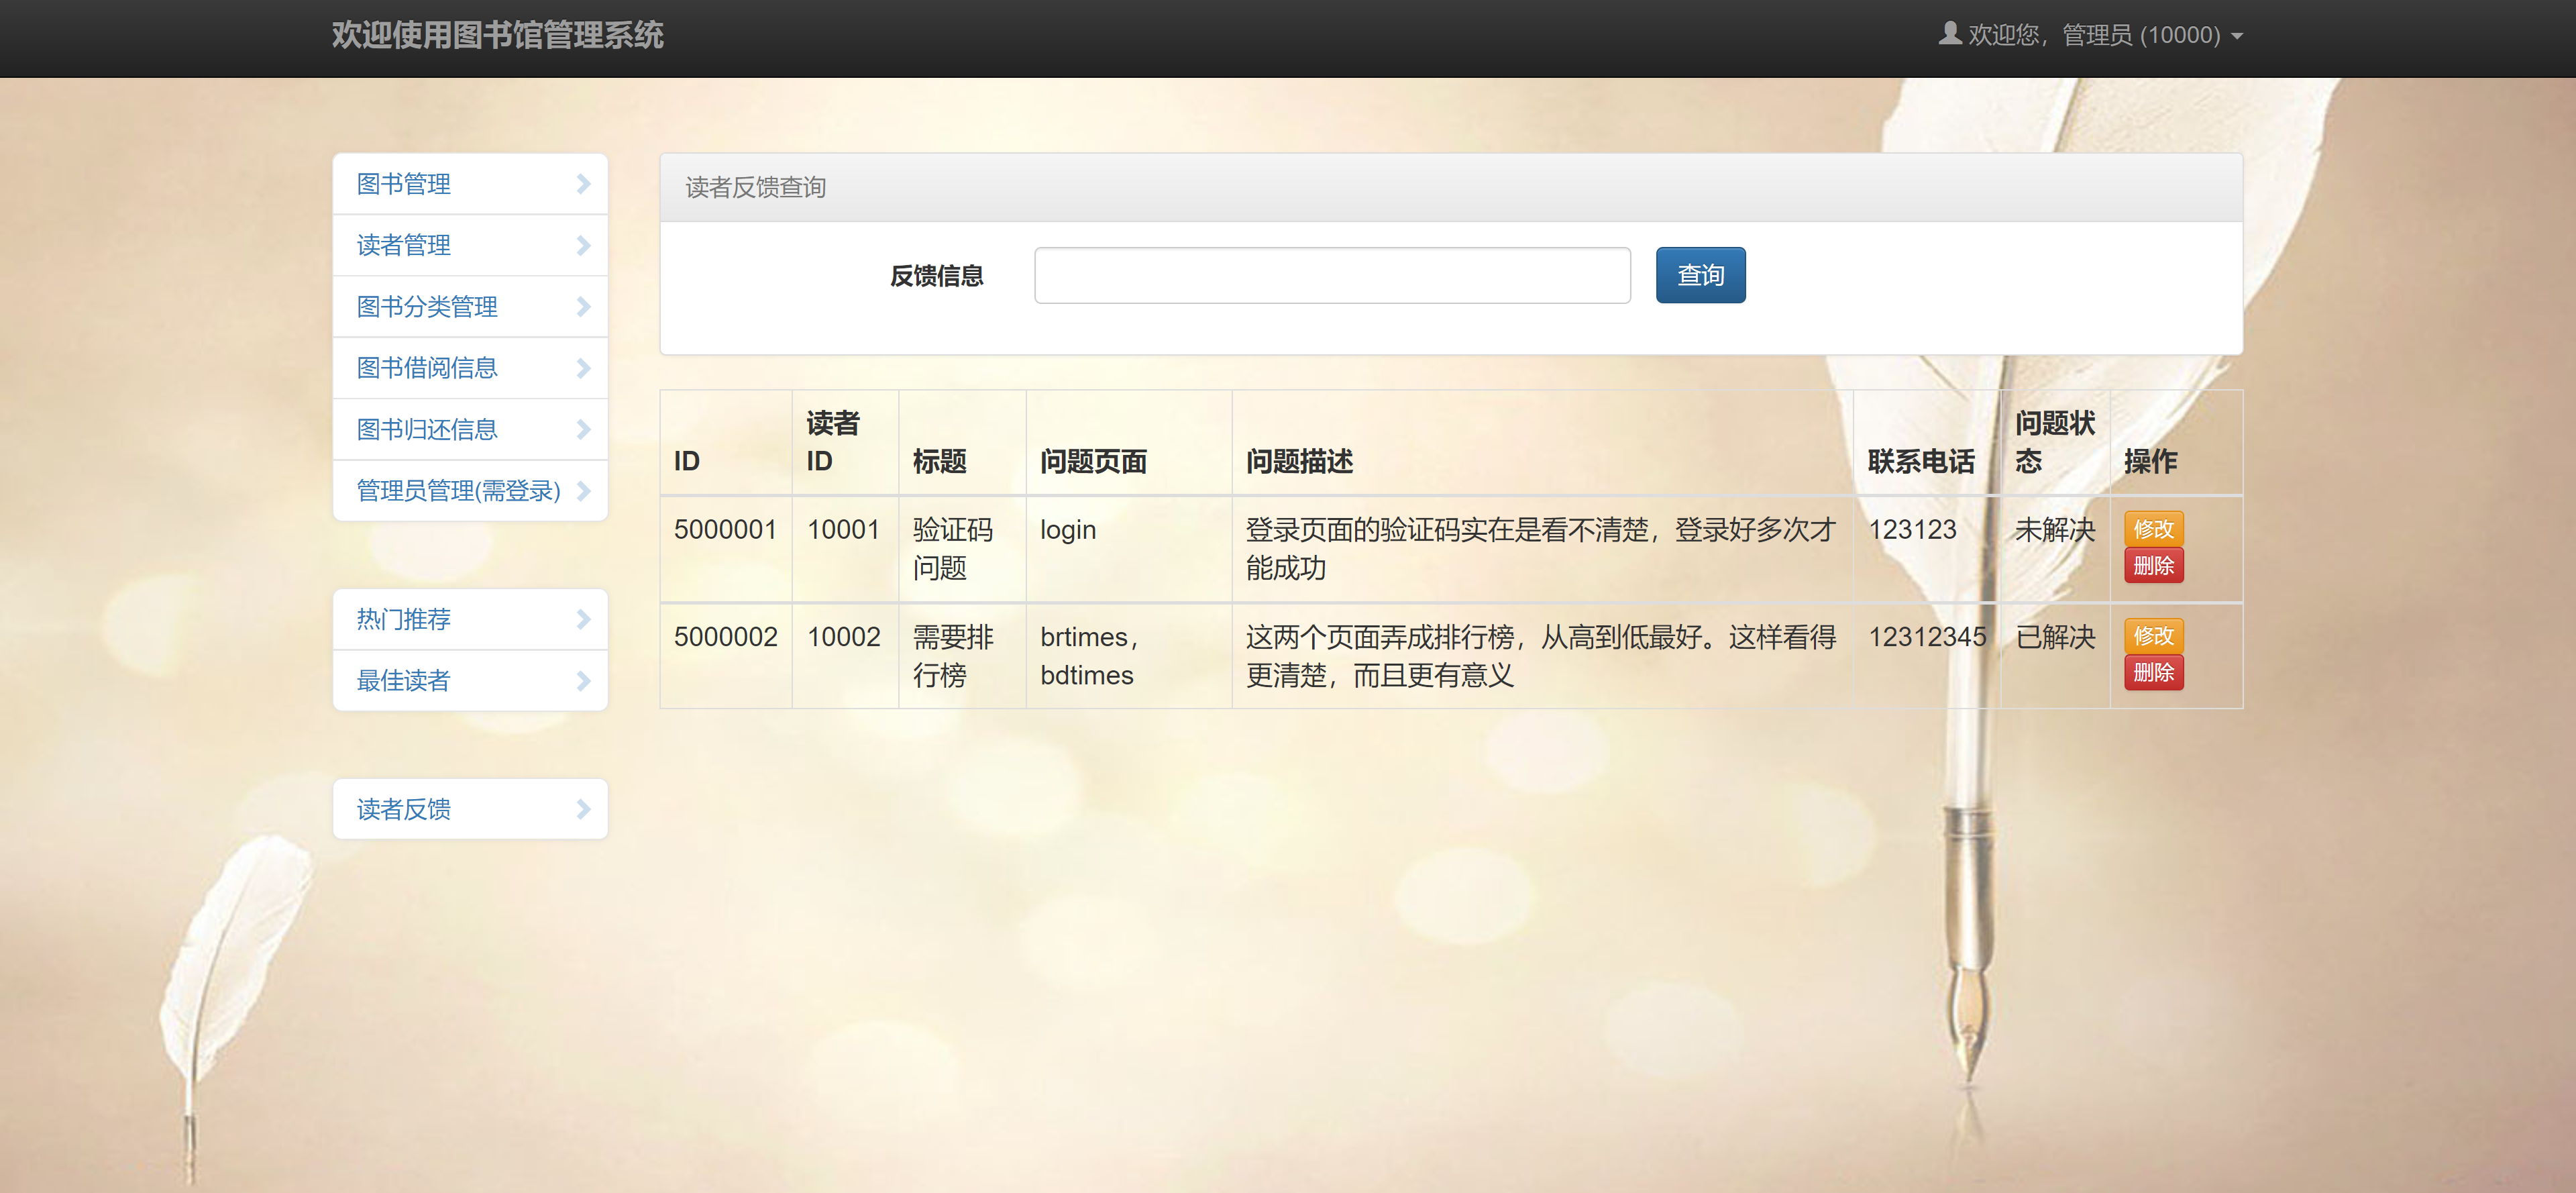 欢迎使用图书馆管理系统
欢迎您，管理员 (10000)
图书管理
读者管理
图书分类管理
图书借阅信息
图书归还信息
管理员管理(需登录)
热门推荐
最佳读者
读者反馈
读者反馈查询
反馈信息
查询
ID
读者
ID
标题
问题页面
问题描述
联系电话
问题状
态
操作
5000001
10001
验证码
问题
login
登录页面的验证码实在是看不清楚，登录好多次才
能成功
123123
未解决
修改
删除
5000002
10002
需要排
行榜
brtimes，
bdtimes
这两个页面弄成排行榜，从高到低最好。这样看得
更清楚，而且更有意义
12312345
已解决
修改
删除